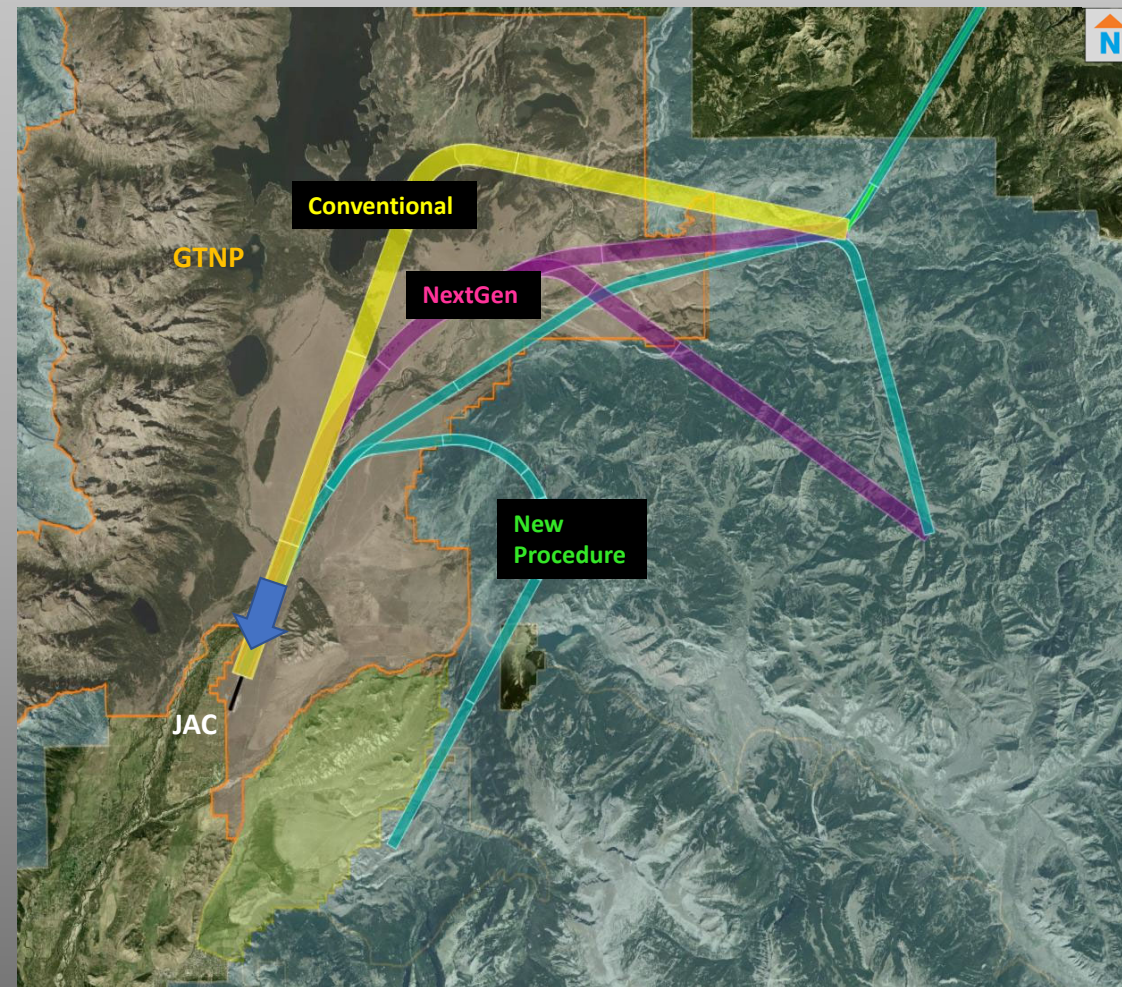 N
Conventional
GTNP
NextGen
New
Procedure
JAC